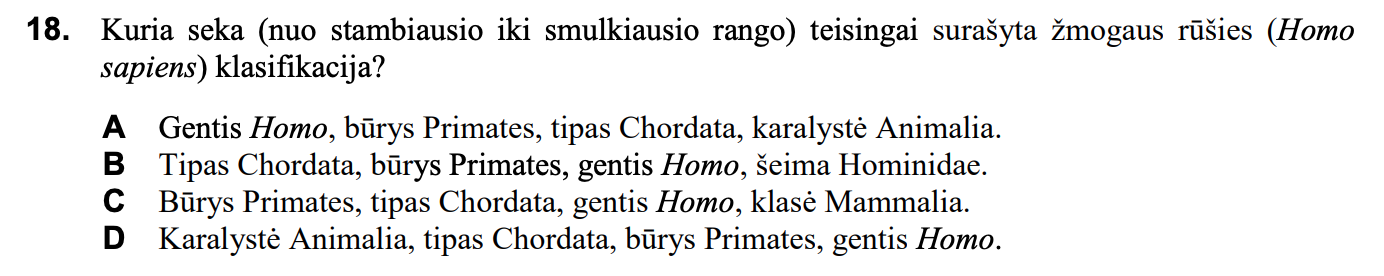 18. Kuria seka (nuo stambiausio iki smulkiausio rango) teisingai surašyta žmogaus rūšies (Homo
sapiens) klasifikacija?
A Gentis Homo, būrys Primates, tipas Chordata, karalystė Animalia.
B Tipas Chordata, būrys Primates, gentis Homo, šeima Hominidae.
C Būrys Primates, tipas Chordata, gentis Homo, klasė Mammalia.
D Karalystė Animalia, tipas Chordata, būrys Primates, gentis Homo.